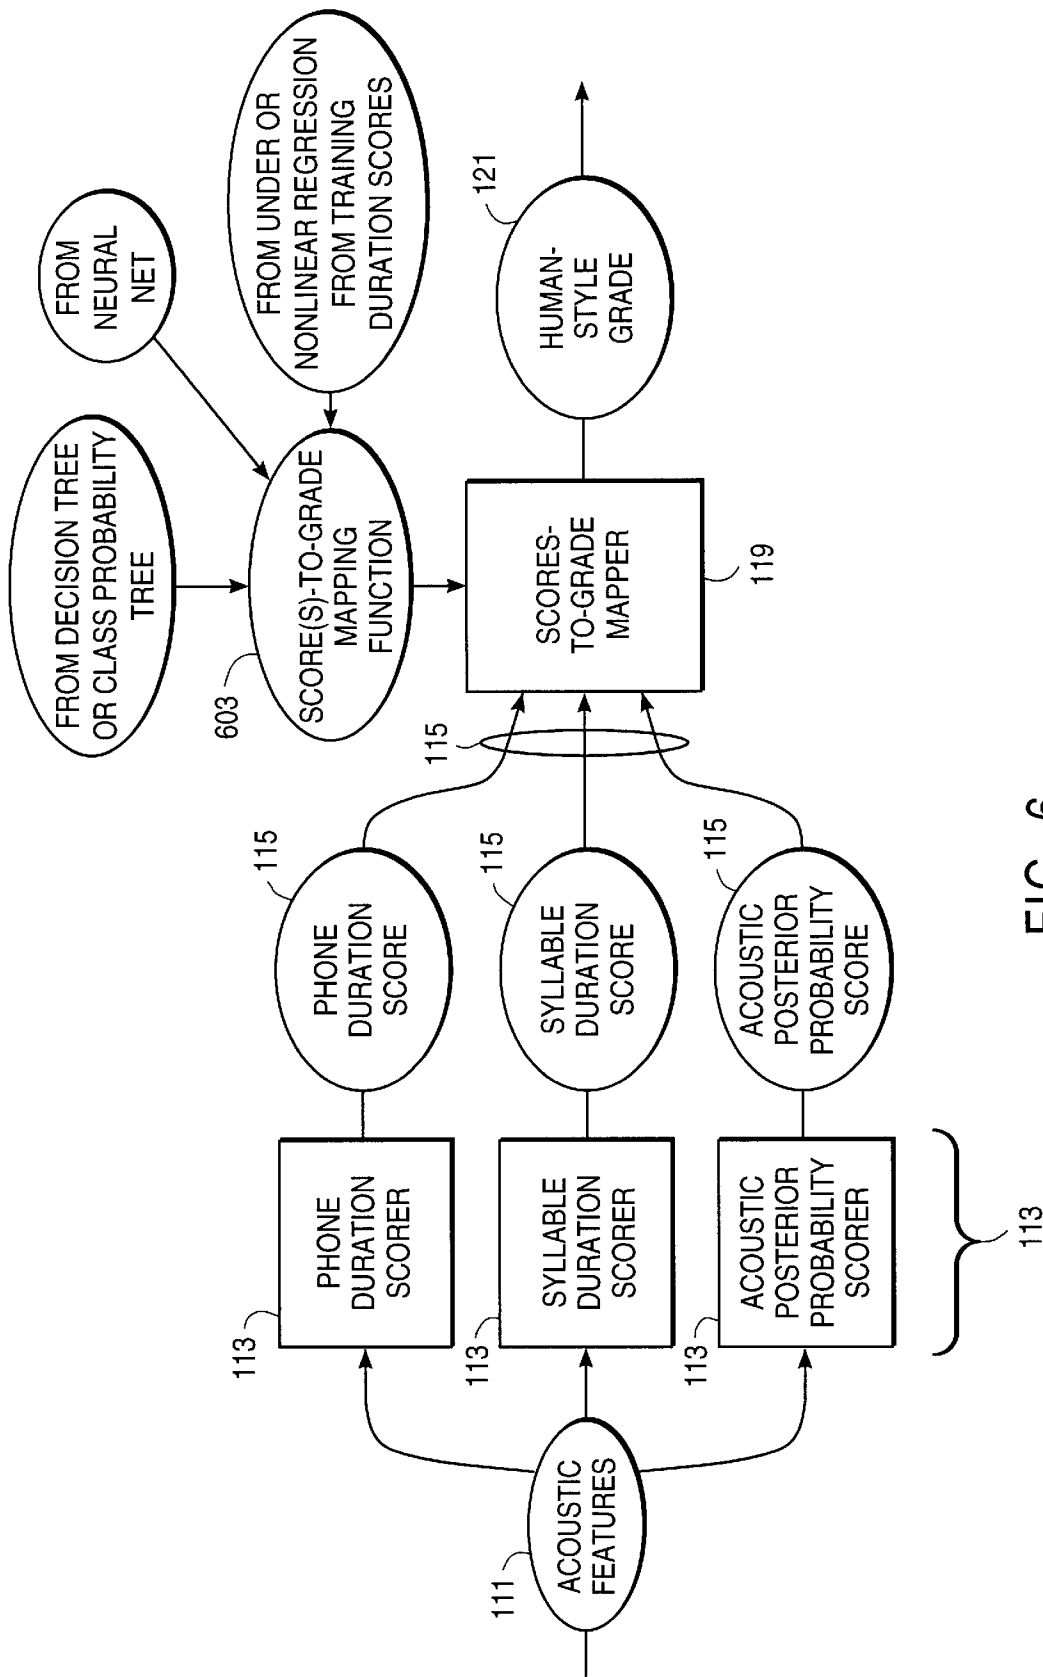 111
ACOUSTIC
FEATURES
113
PHONE
DURATION
SCORER
113
SYLLABLE
DURATION
SCORER
113
ACOUSTIC
POSTERIOR
PROBABILITY
SCORER
113
PHONE
DURATION
SCORE
115
SYLLABLE
DURATION
SCORE
115
ACOUSTIC
POSTERIOR
PROBABILITY
SCORE
115
115
FROM DECISION TREE
OR CLASS PROBABILITY
TREE
FROM
NEURAL
NET
FROM UNDER OR
NONLINEAR REGRESSION
FROM TRAINING
DURATION SCORES
603
SCORE(S)-TO-GRADE
MAPPING
FUNCTION
SCORES-
TO-GRADE
MAPPER
119
HUMAN-
STYLE
GRADE
121
FIG. 6